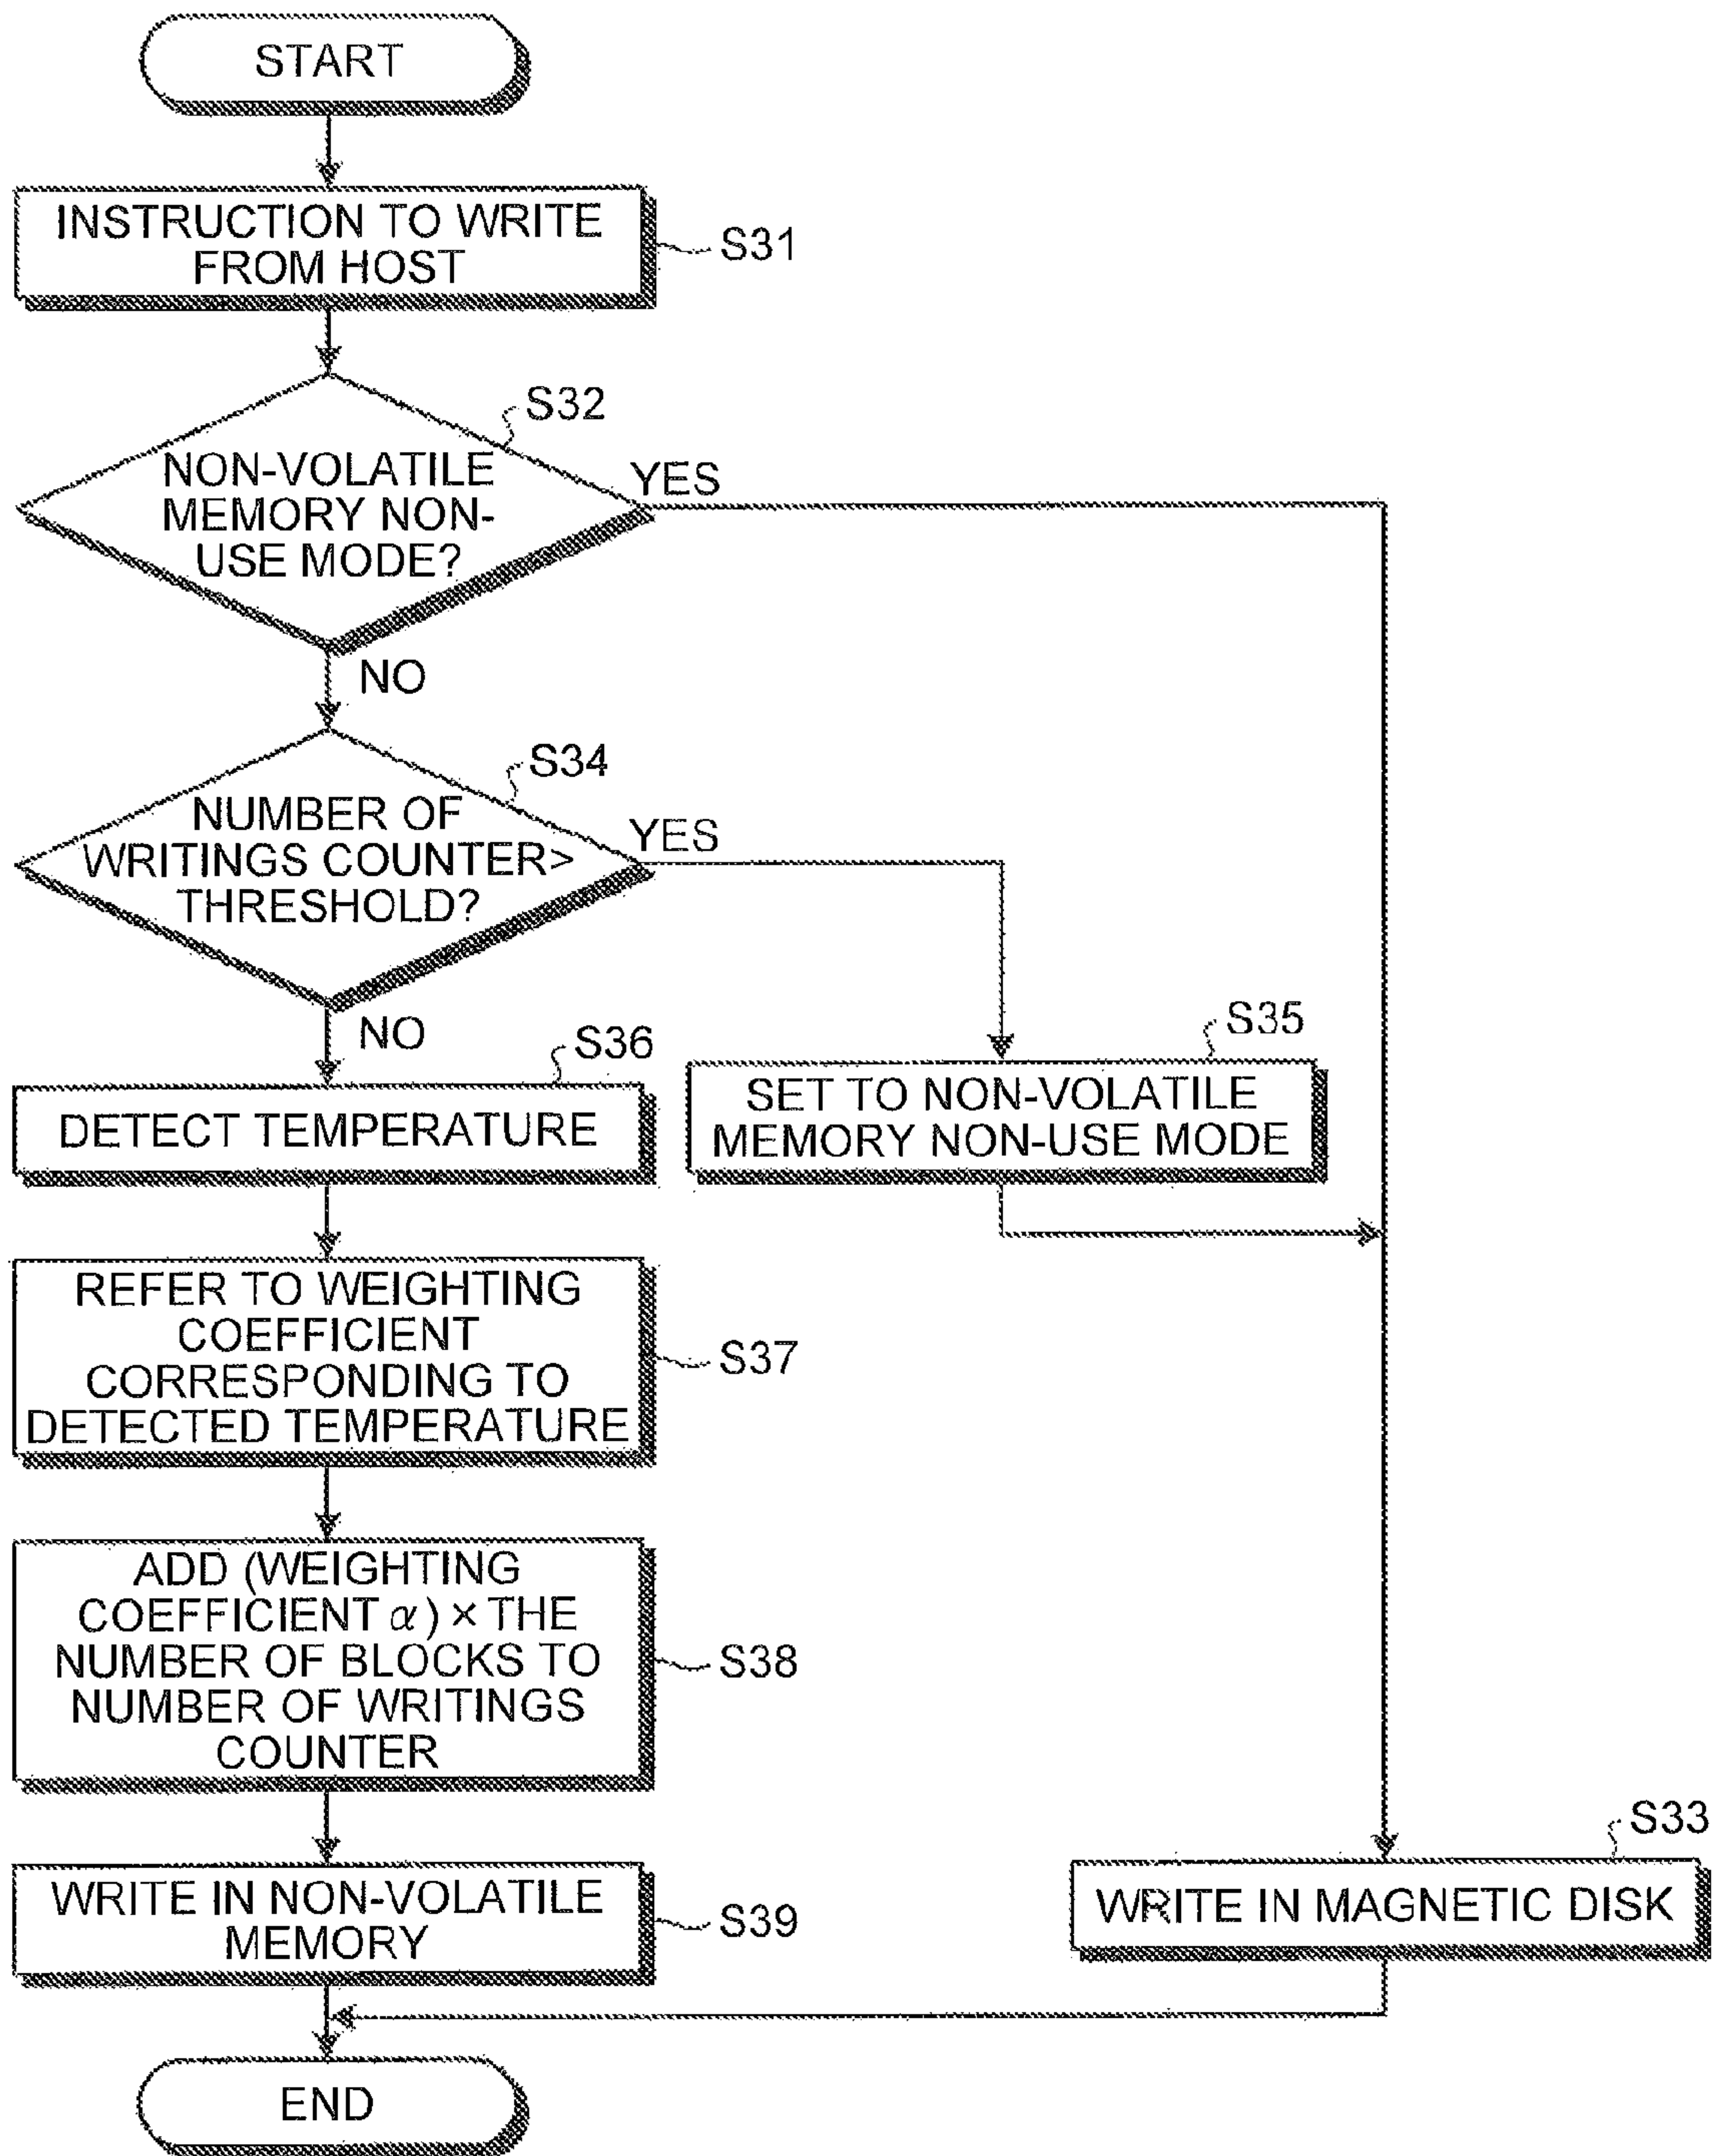 START
INSTRUCTION TO WRITE
FROM HOST
S31
S32
NON-VOLATILE
MEMORY NON-
USE MODE?
YES
NO
S34
NUMBER OF
WRITINGS COUNTER>
THRESHOLD?
YES
NO
S36
DETECT TEMPERATURE
S35
SET TO NON-VOLATILE
MEMORY NON-USE MODE
REFER TO WEIGHTING
COEFFICIENT
CORRESPONDING TO
DETECTED TEMPERATURE
S37
ADD (WEIGHTING
COEFFICIENT α) × THE
NUMBER OF BLOCKS TO
NUMBER OF WRITINGS
COUNTER
S38
WRITE IN NON-VOLATILE
MEMORY
S39
S33
WRITE IN MAGNETIC DISK
END